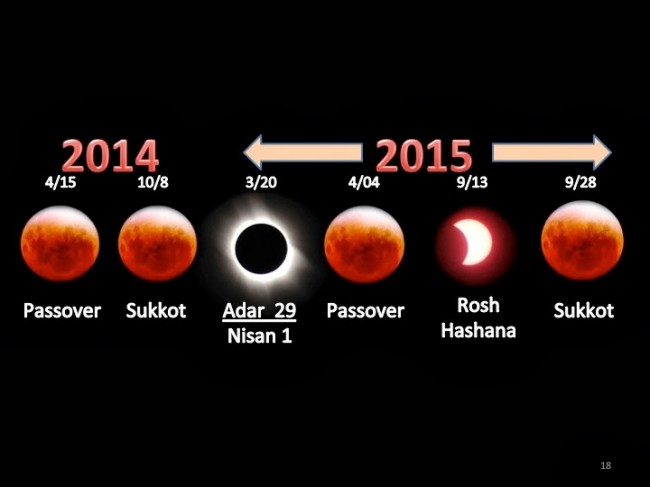 2014 2015
4/15 10/8 3/20 4/04 9/13 9/28
Passover Sukkot Adar 29 Passover Rosh Sukkot
Nisan 1 Hashana
18